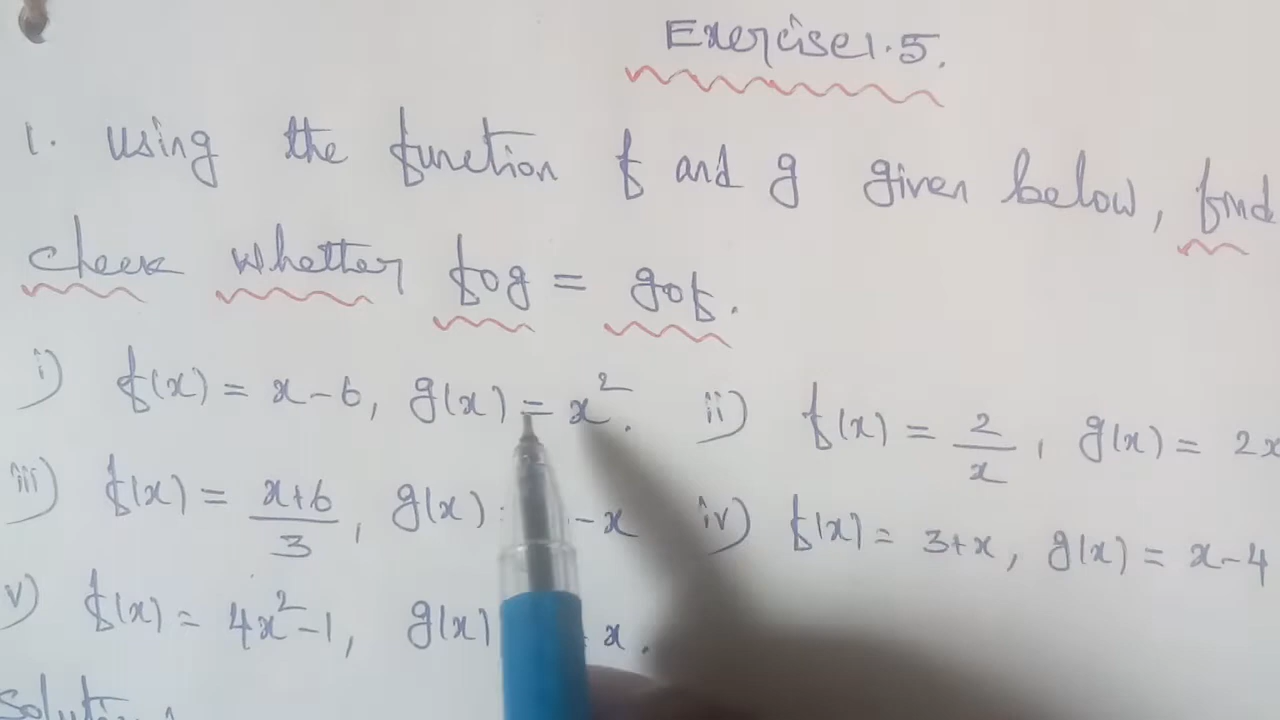 Exercise 1.5.
1. Using the function f and g given below, find
check whether fog = gof.
i) f(x) = x-6, g(x) = x². ii) f(x) = 2/x, g(x) = 2x
iii) f(x) = x+6/3, g(x) -x iv) f(x) = 3+x, g(x) = x-4
v) f(x) = 4x²-1, g(x) x.
Solution: